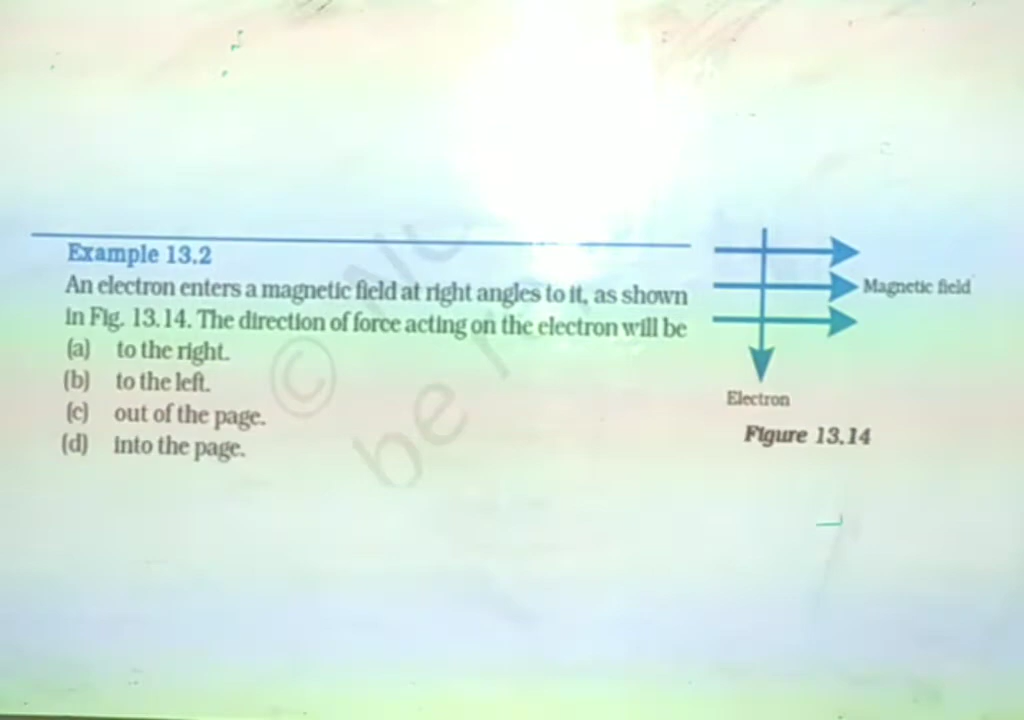 Example 13.2
An electron enters a magnetic field at right angles to it, as shown
in Fig. 13.14. The direction of force acting on the electron will be
(a) to the right.
(b) to the left.
(c) out of the page.
(d) into the page.
Magnetic field
Electron
Figure 13.14
©
be